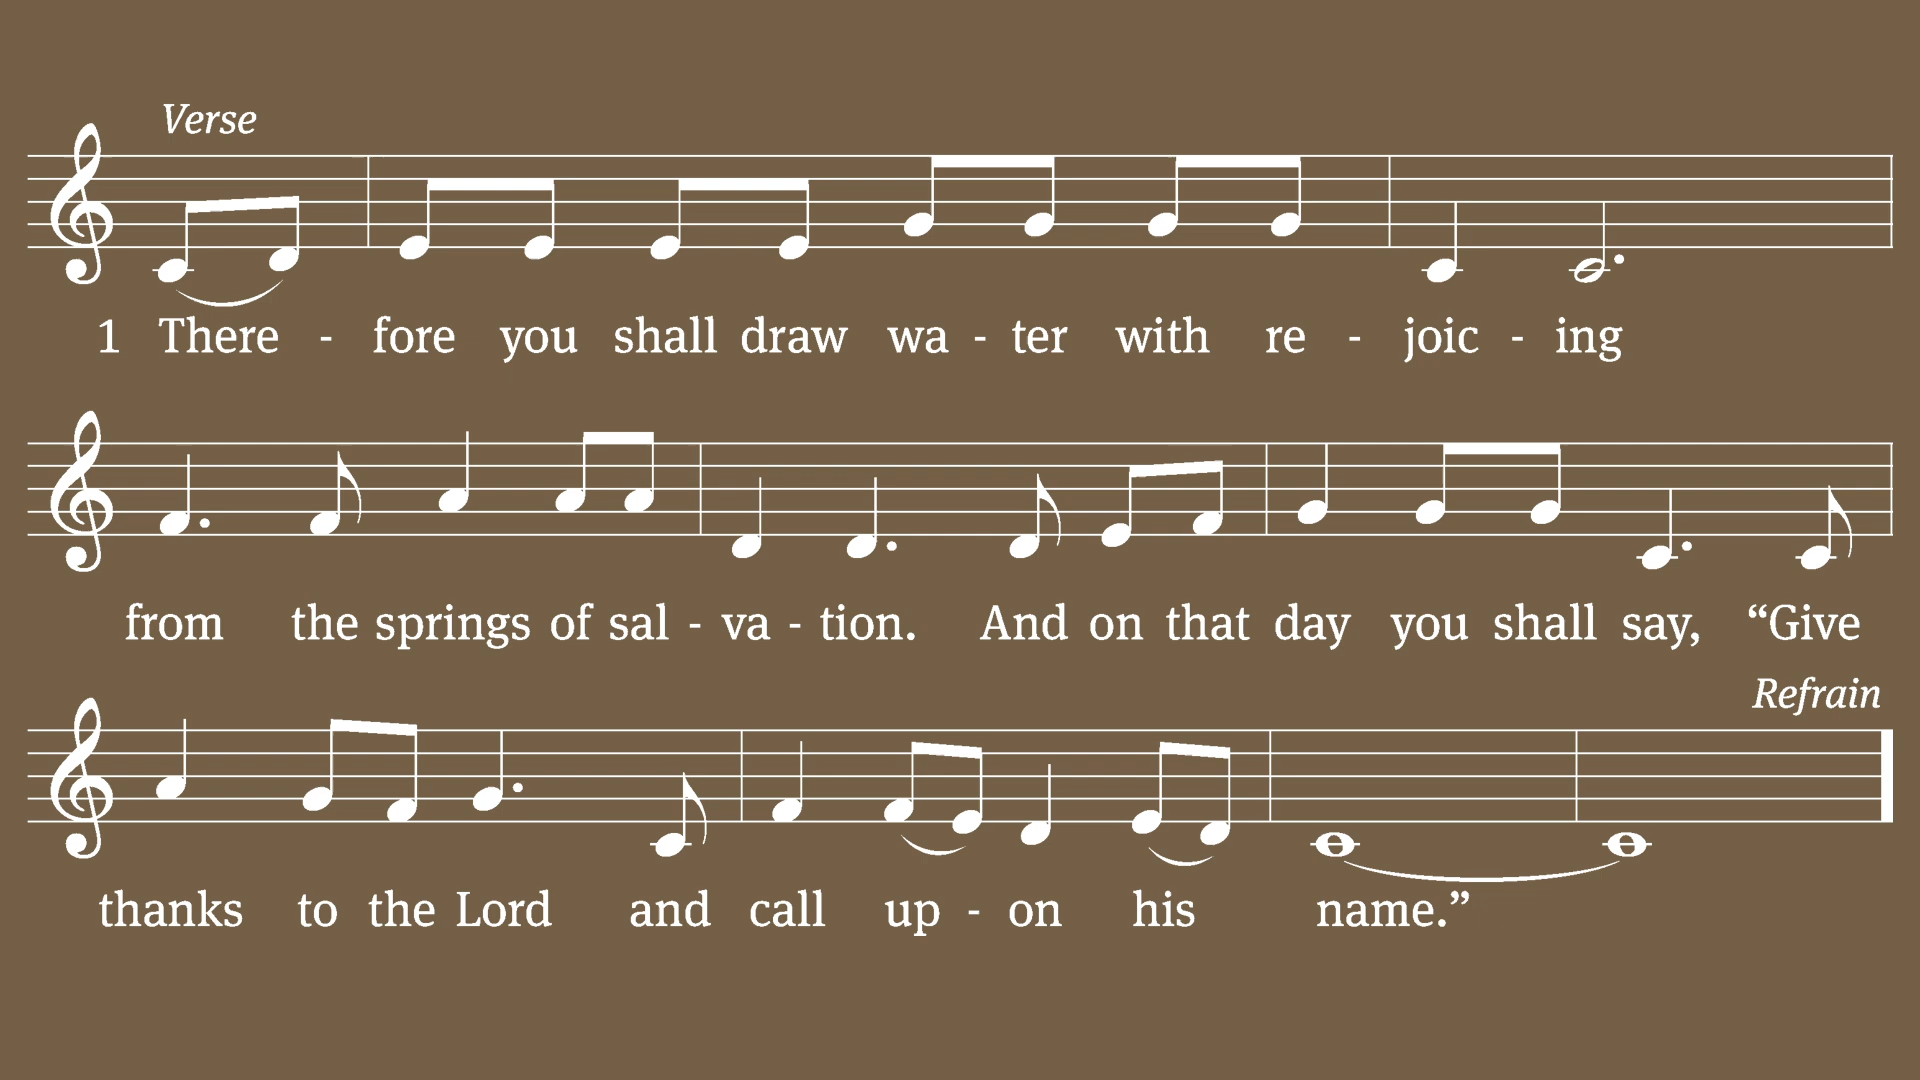 Verse
1 There - fore you shall draw wa - ter with re - joic - ing
from the springs of sal - va - tion. And on that day you shall say, “Give
Refrain
thanks to the Lord and call up - on his name.”